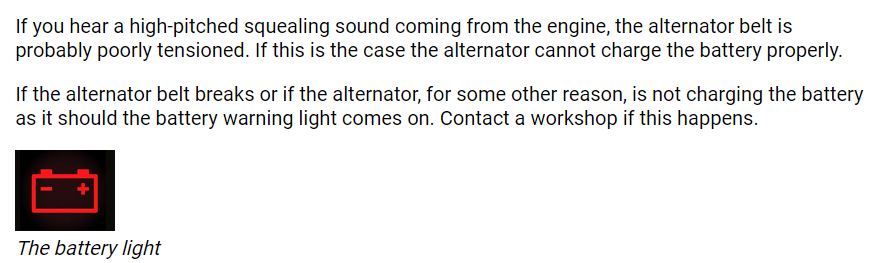 If you hear a high-pitched squealing sound coming from the engine, the alternator belt is
probably poorly tensioned. If this is the case the alternator cannot charge the battery properly.
If the alternator belt breaks or if the alternator, for some other reason, is not charging the battery
as it should the battery warning light comes on. Contact a workshop if this happens.
- +
The battery light